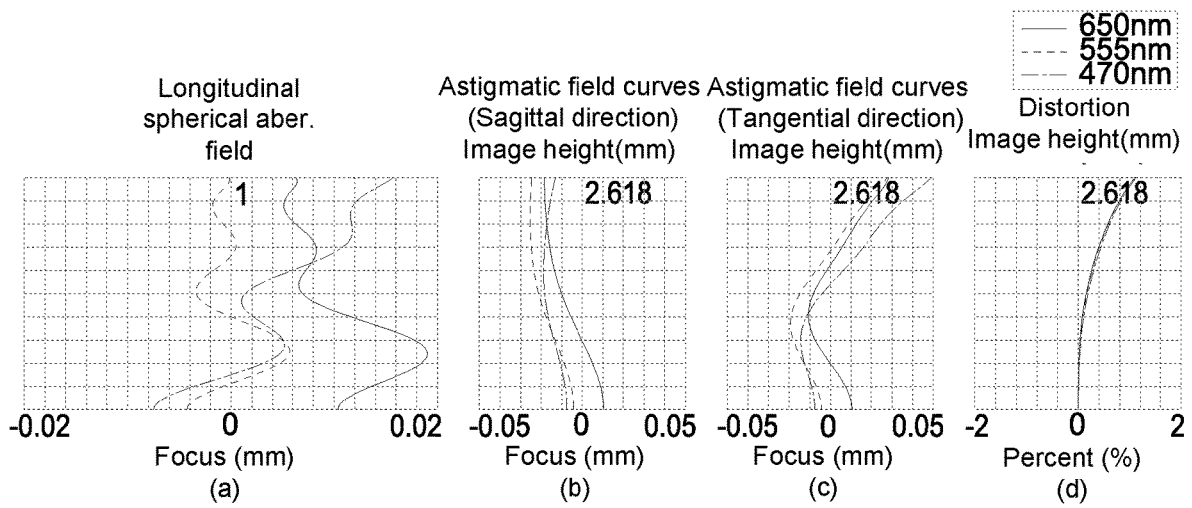 650nm
555nm
470nm
Longitudinal
spherical aber.
field
Astigmatic field curves
(Sagittal direction)
Image height(mm)
Astigmatic field curves
(Tangential direction)
Image height(mm)
Distortion
Image height(mm)
1
2.618
2.618
2.618
-0.02 0 0.02
-0.05 0 0.05
-0.05 0 0.05
-2 0 2
Focus (mm)
Focus (mm)
Focus (mm)
Percent (%)
(a)
(b)
(c)
(d)